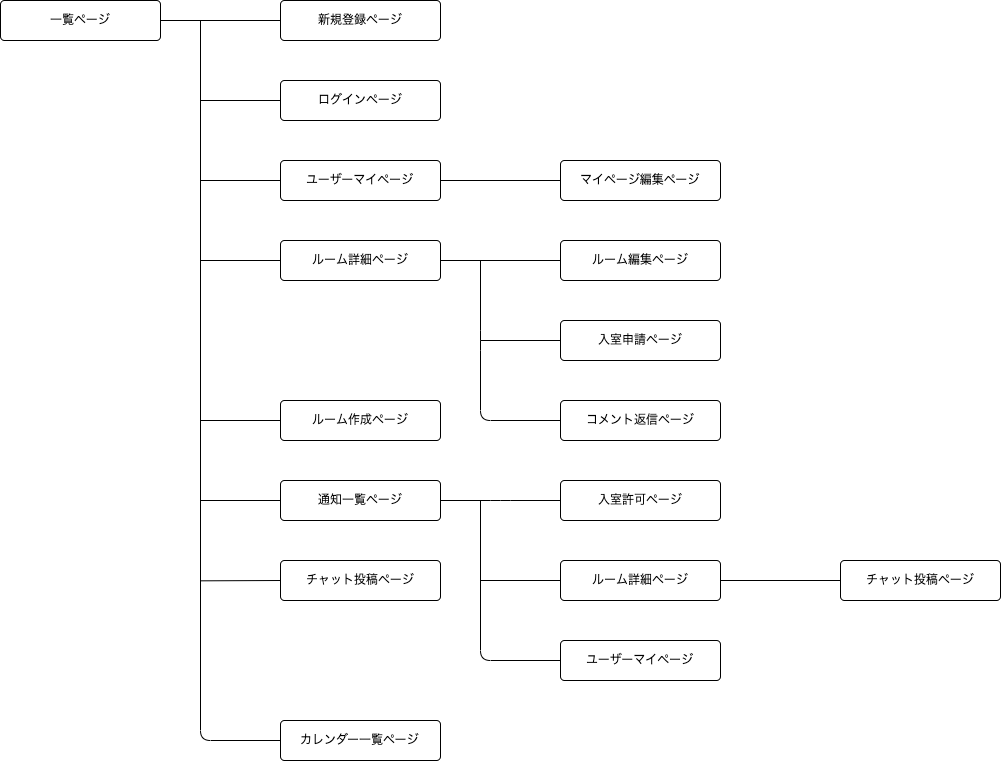 一覧ページ
新規登録ページ
ログインページ
ユーザーマイページ
マイページ編集ページ
ルーム詳細ページ
ルーム編集ページ
入室申請ページ
ルーム作成ページ
コメント返信ページ
通知一覧ページ
入室許可ページ
チャット投稿ページ
ルーム詳細ページ
チャット投稿ページ
ユーザーマイページ
カレンダー一覧ページ